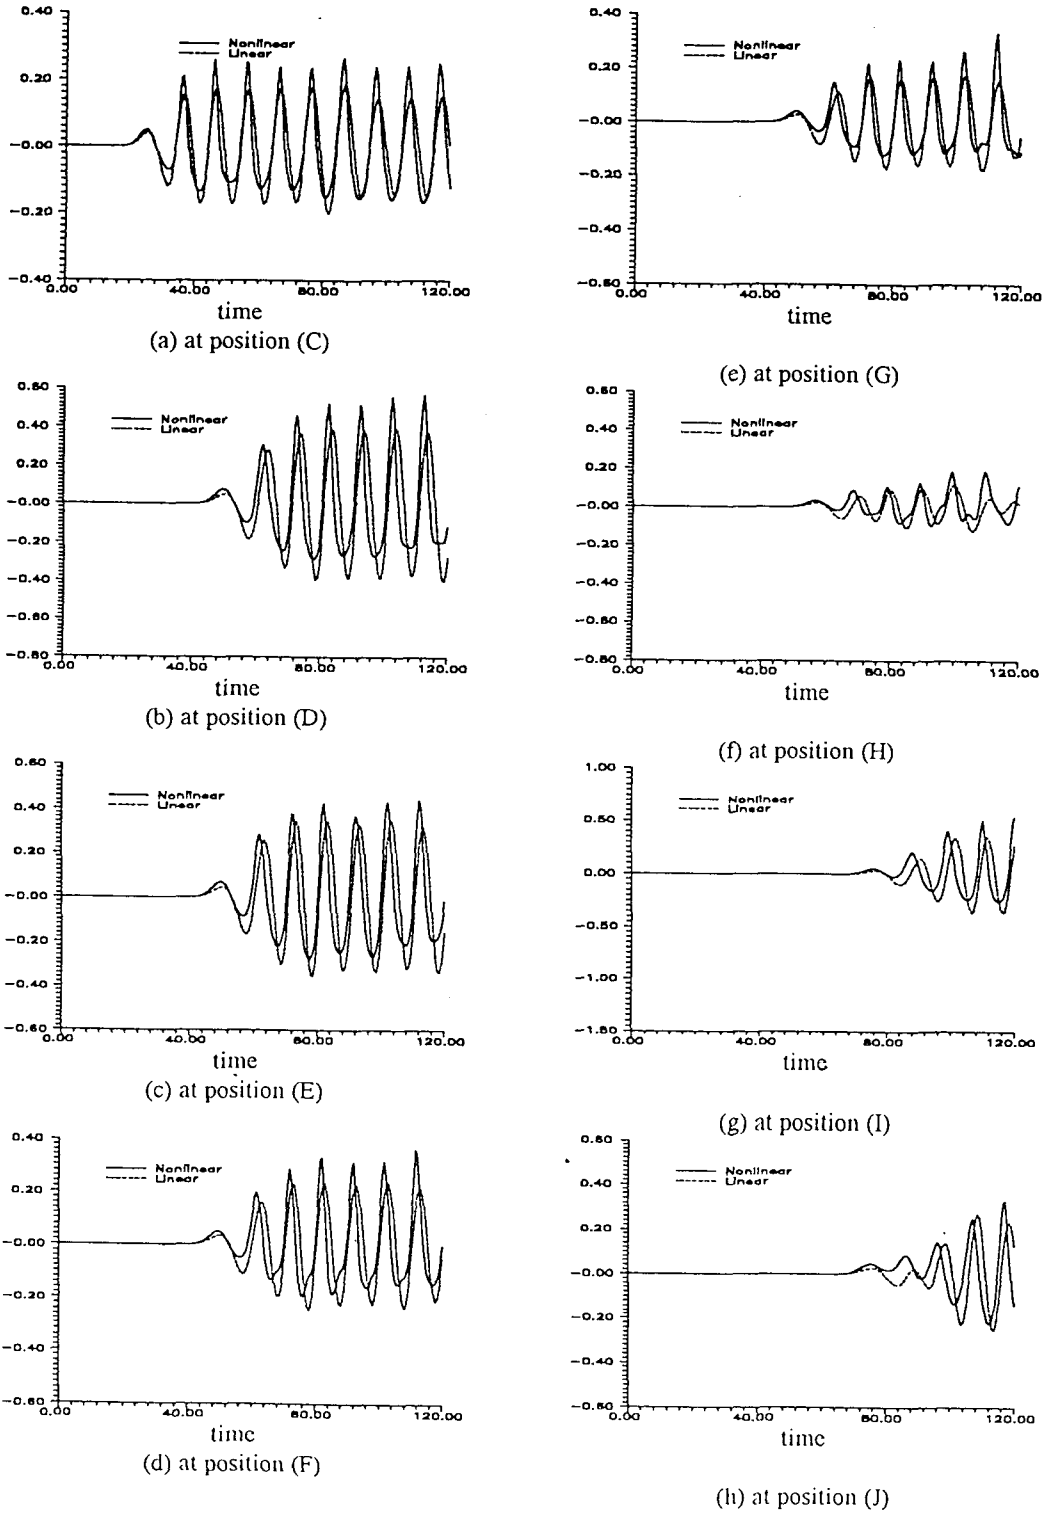 0.40
Nonlinear
Linear
0.20
-0.00
-0.20
-0.40
0.00
40.00
80.00
120.00
time
(a) at position (C)
0.60
Nonlinear
Linear
0.40
0.20
-0.00
-0.20
-0.40
-0.60
-0.80
0.00
40.00
80.00
120.00
time
(b) at position (D)
0.60
Nonlinear
Linear
0.40
0.20
-0.00
-0.20
-0.40
-0.60
0.00
40.00
80.00
120.00
time
(c) at position (E)
0.40
Nonlinear
Linear
0.20
-0.00
-0.20
-0.40
-0.60
0.00
40.00
80.00
120.00
time
(d) at position (F)
0.40
Nonlinear
Linear
0.20
-0.00
-0.20
-0.40
-0.60
0.00
40.00
80.00
120.00
time
(e) at position (G)
0.60
Nonlinear
Linear
0.40
0.20
-0.00
-0.20
-0.40
-0.60
-0.80
0.00
40.00
80.00
120.00
time
(f) at position (H)
1.00
Nonlinear
Linear
0.50
0.00
-0.50
-1.00
-1.50
0.00
40.00
80.00
120.00
time
(g) at position (I)
0.60
Nonlinear
Linear
0.40
0.20
-0.00
-0.20
-0.40
-0.60
0.00
40.00
80.00
120.00
time
(h) at position (J)